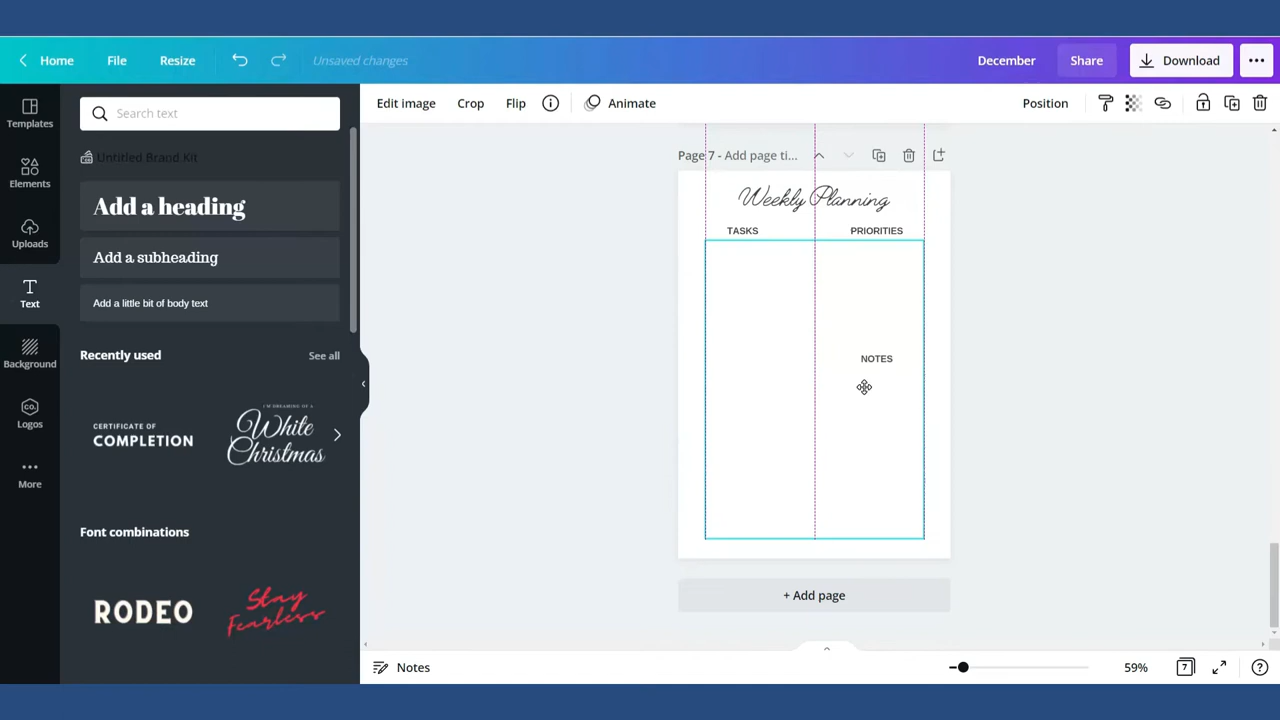 Home
File
Resize
Unsaved changes
December
Share
Download
Templates
Elements
Uploads
Text
Background
CO.
Logos
More
Search text
Untitled Brand Kit
Add a heading
Add a subheading
Add a little bit of body text
Recently used
See all
CERTIFICATE OF
COMPLETION
I'M DREAMING OF A
White
Christmas
Font combinations
RODEO
Stay
Fearless
Edit image
Crop
Flip
Animate
Position
Page 7 - Add page ti...
Weekly Planning
TASKS
PRIORITIES
NOTES
+ Add page
Notes
59%
7